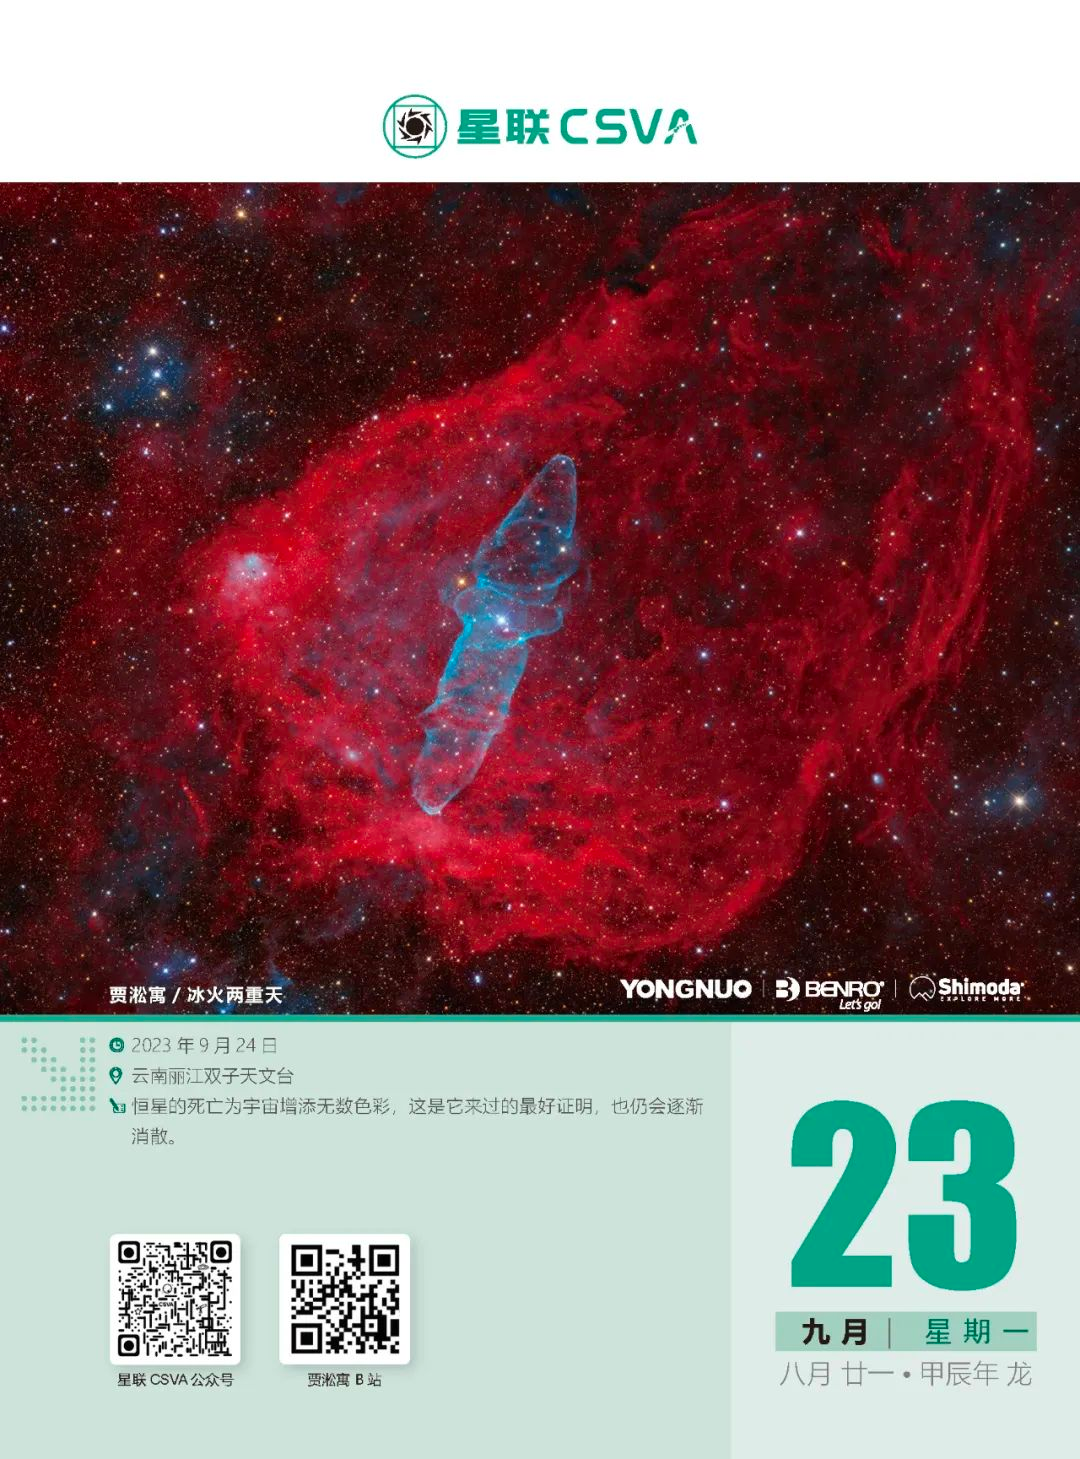 星联CSVA
贾淞寓 / 冰火两重天
YONGNUO
BENRO
Let's go!
Shimoda
EXPLORE MORE
2023 年 9 月 24 日
云南丽江双子天文台
恒星的死亡为宇宙增添无数色彩，这是它来过的最好证明，也仍会逐渐
消散。
23
九月 | 星期一
八月 廿一 • 甲辰年 龙
CSVA
星联 CSVA 公众号
贾淞寓 B 站